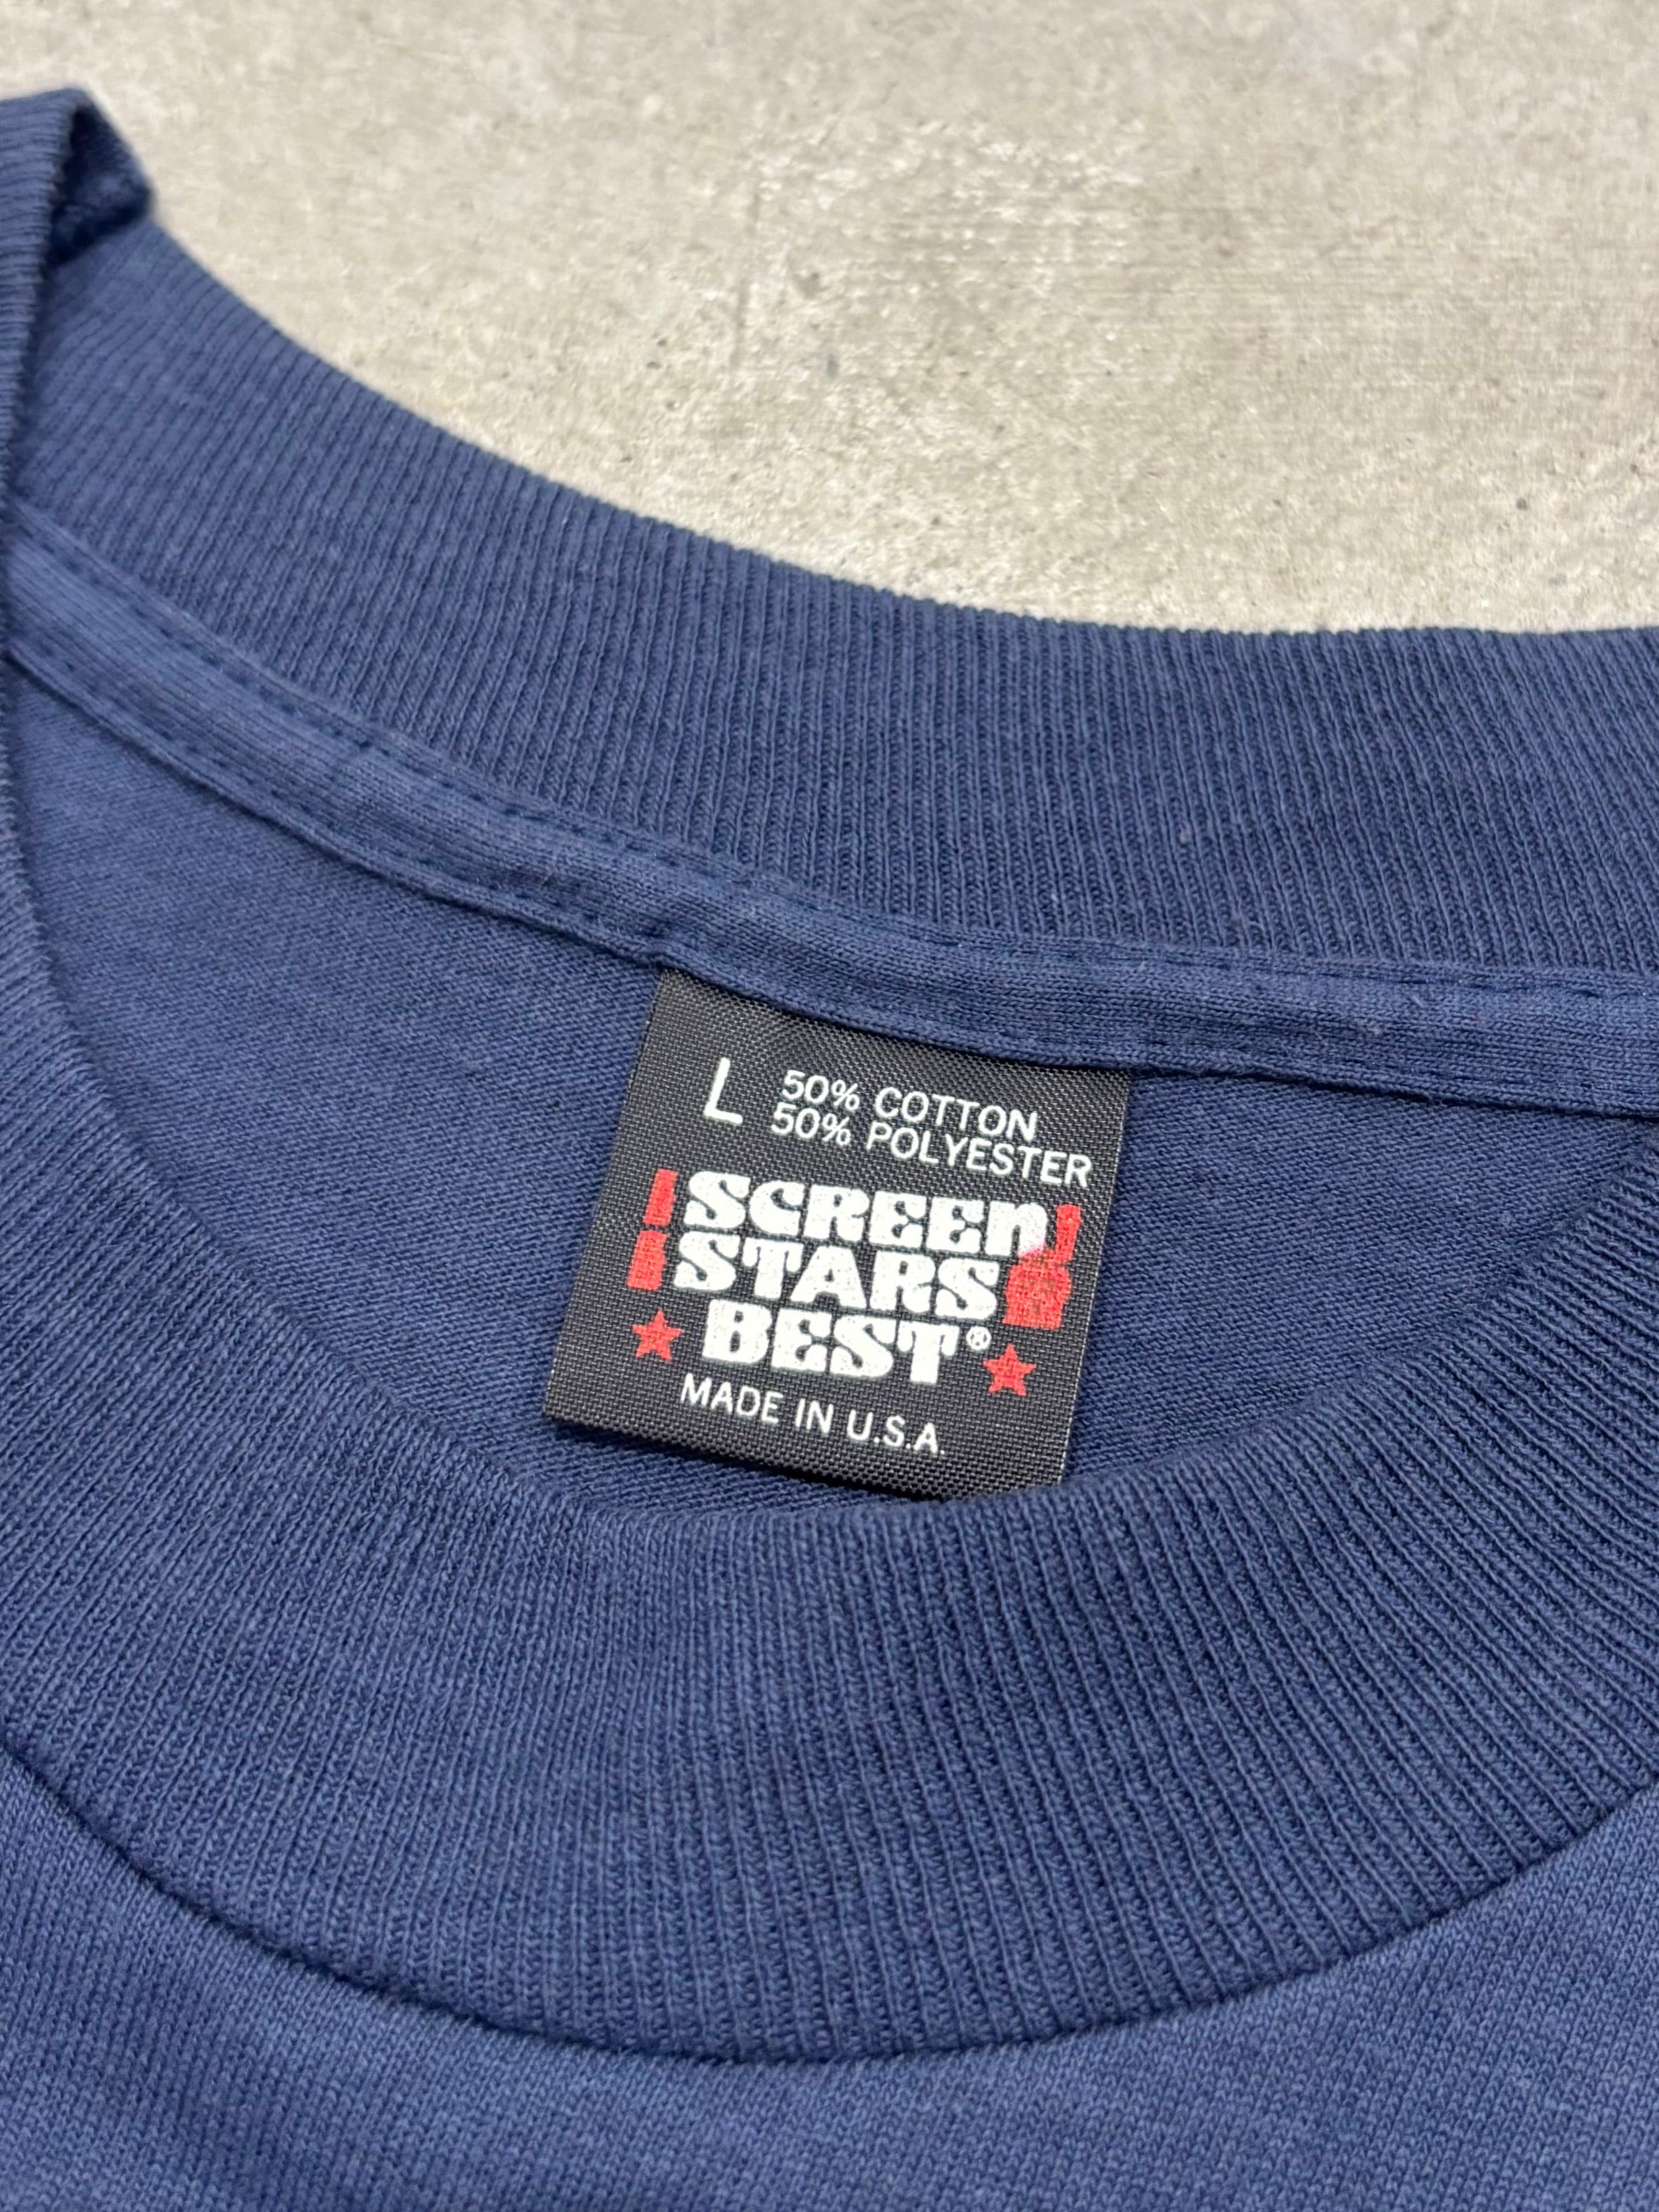 L 50% COTTON
50% POLYESTER
SCREEN
STARS
BEST®
MADE IN U.S.A.